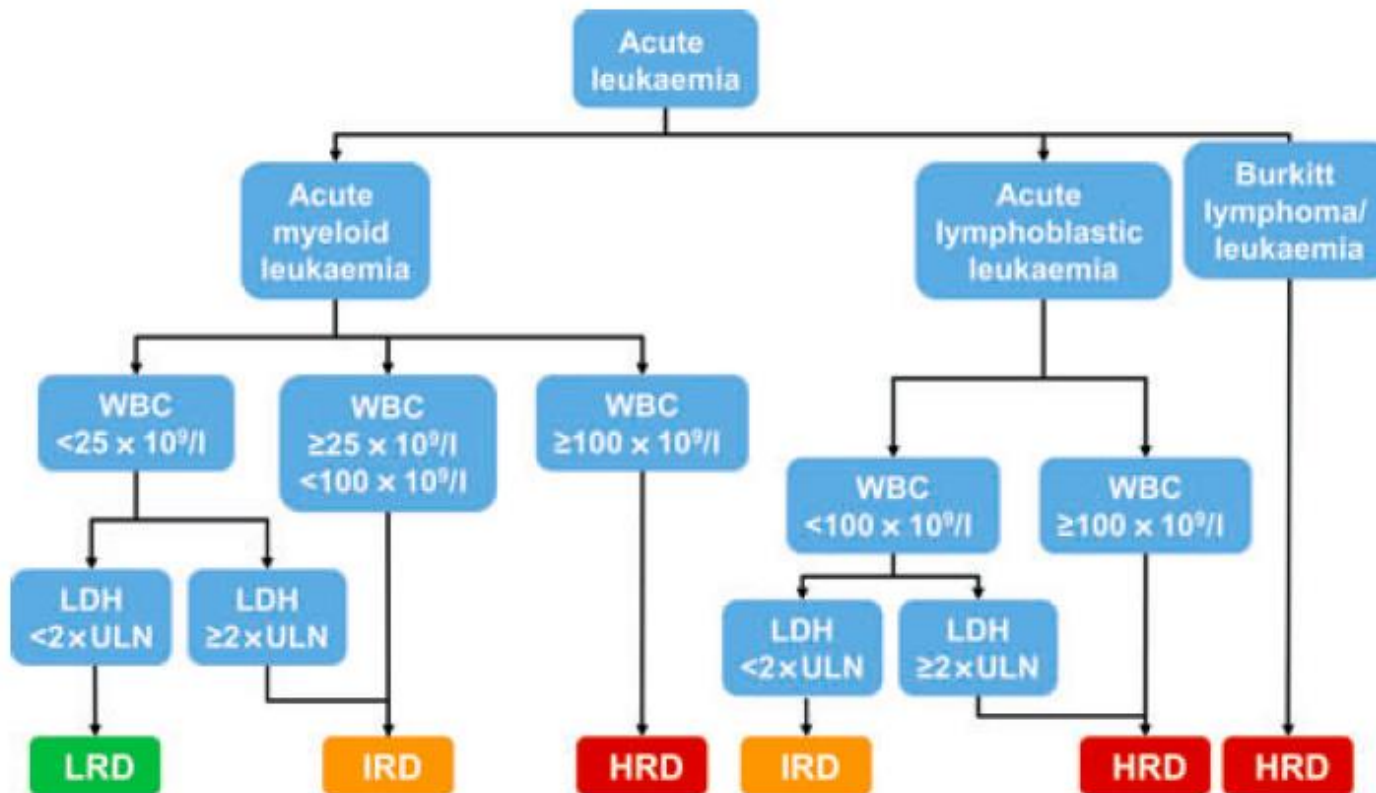 Acute
leukaemia
Acute
myeloid
leukaemia
Acute
lymphoblastic
leukaemia
Burkitt
lymphoma/
leukaemia
WBC
<25 × 10⁹/l
WBC
≥25 × 10⁹/l
<100 × 10⁹/l
WBC
≥100 × 10⁹/l
WBC
<100 × 10⁹/l
WBC
≥100 × 10⁹/l
LDH
<2×ULN
LDH
≥2×ULN
LDH
<2×ULN
LDH
≥2×ULN
LRD
IRD
HRD
IRD
HRD
HRD